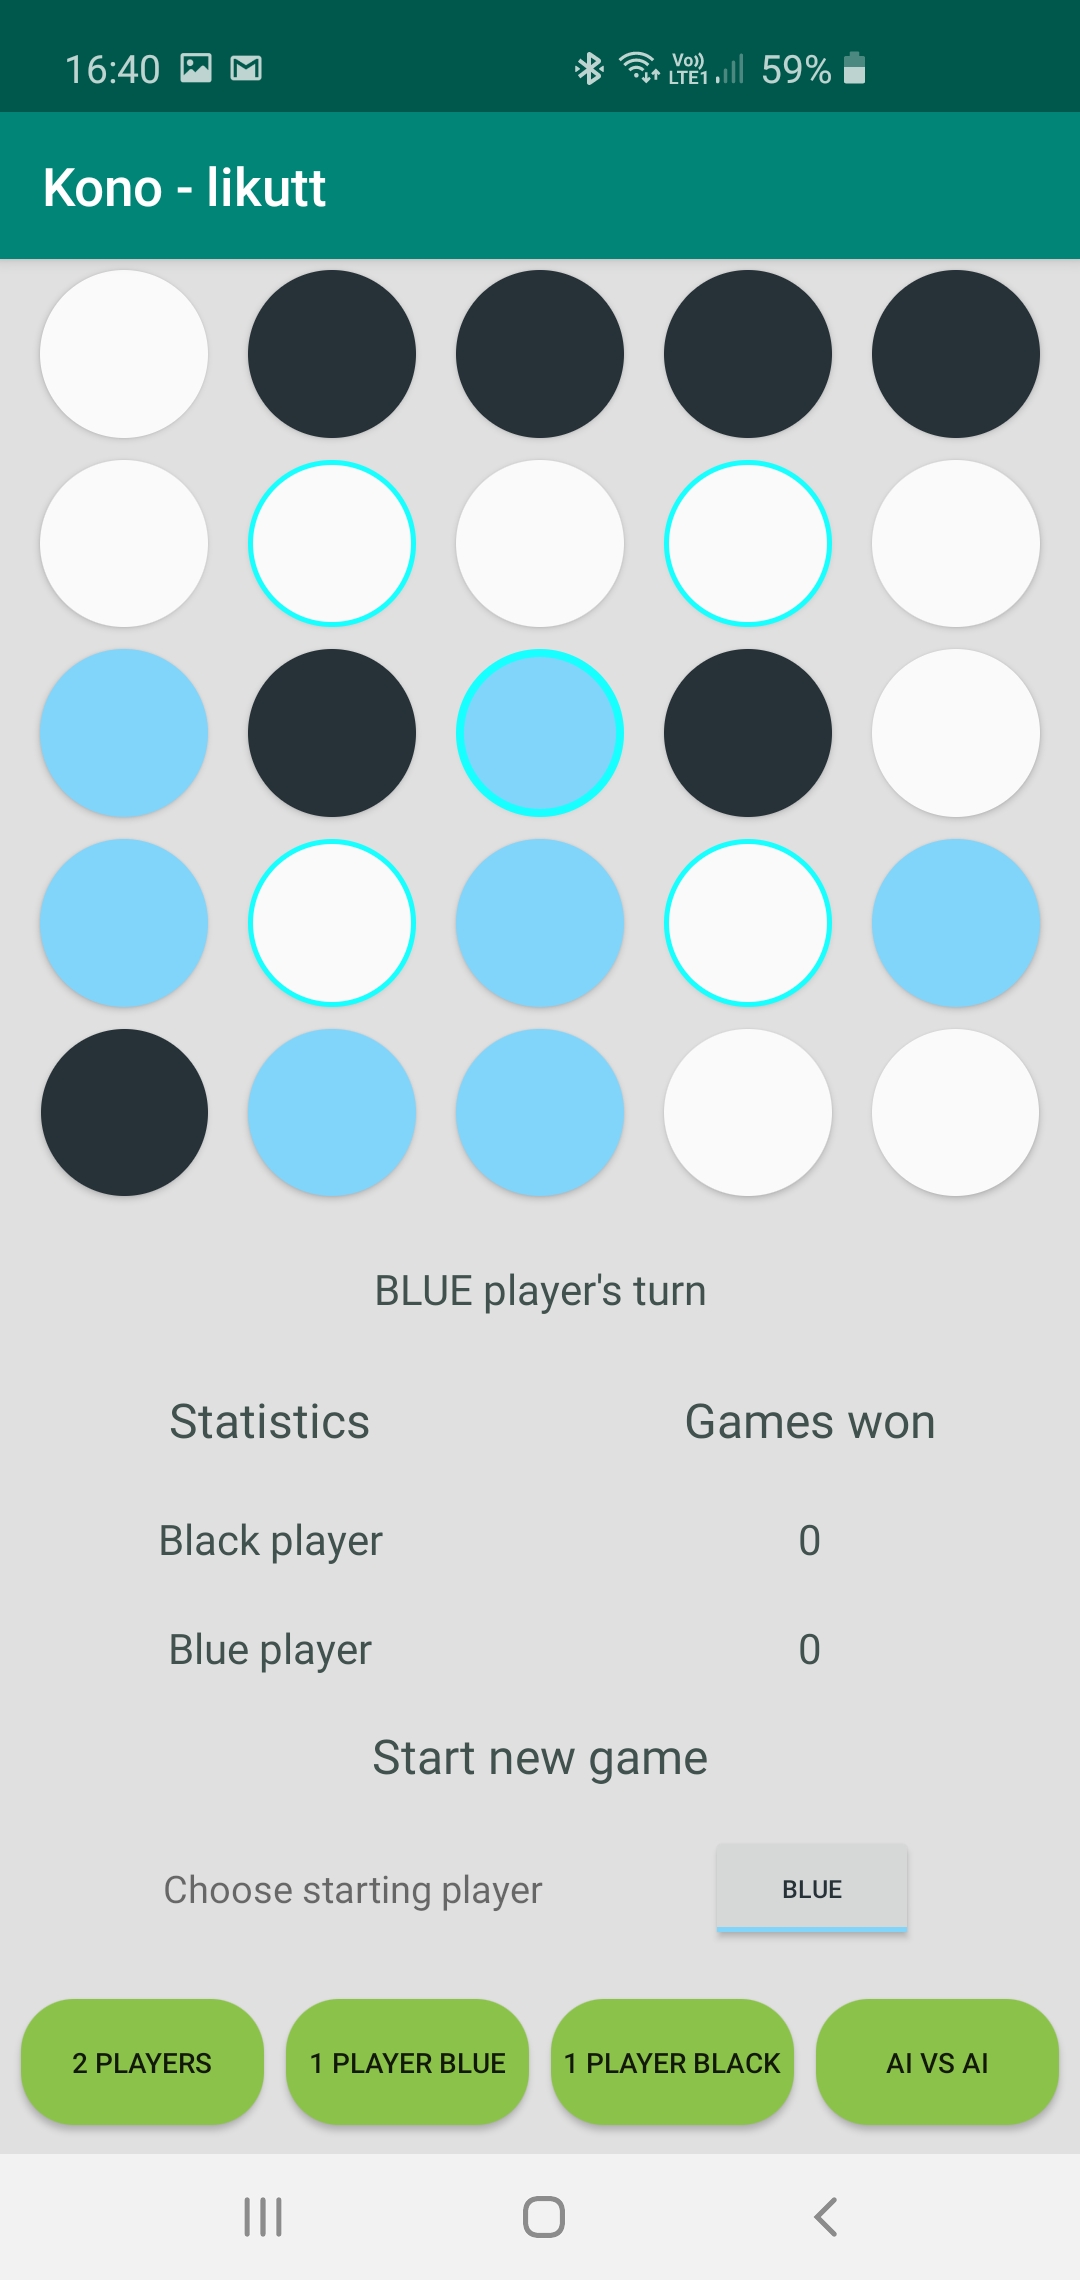 16:40 Vo)) LTE1 59%
Kono - likutt
BLUE player's turn
Statistics Games won
Black player 0
Blue player 0
Start new game
Choose starting player BLUE
2 PLAYERS 1 PLAYER BLUE 1 PLAYER BLACK AI VS AI